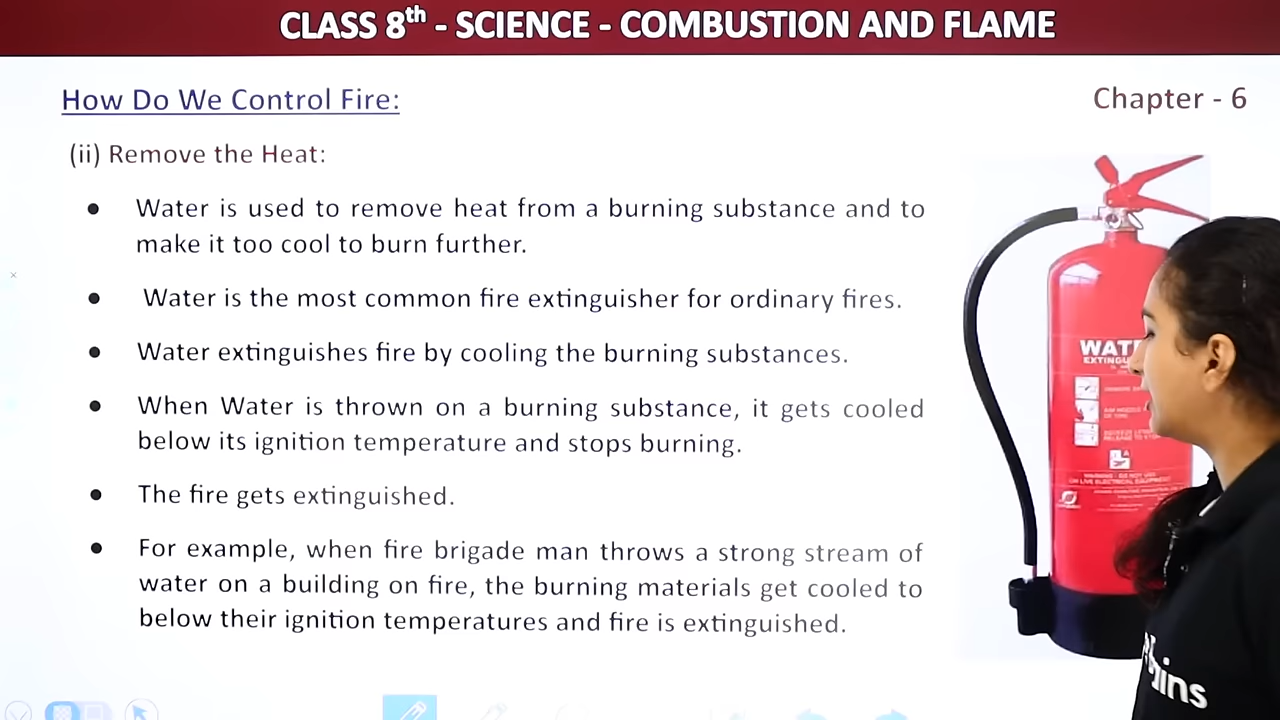 CLASS 8th - SCIENCE - COMBUSTION AND FLAME
How Do We Control Fire:
Chapter - 6
(ii) Remove the Heat:
● Water is used to remove heat from a burning substance and to
make it too cool to burn further.
● Water is the most common fire extinguisher for ordinary fires.
● Water extinguishes fire by cooling the burning substances.
● When Water is thrown on a burning substance, it gets cooled
below its ignition temperature and stops burning.
● The fire gets extinguished.
● For example, when fire brigade man throws a strong stream of
water on a building on fire, the burning materials get cooled to
below their ignition temperatures and fire is extinguished.